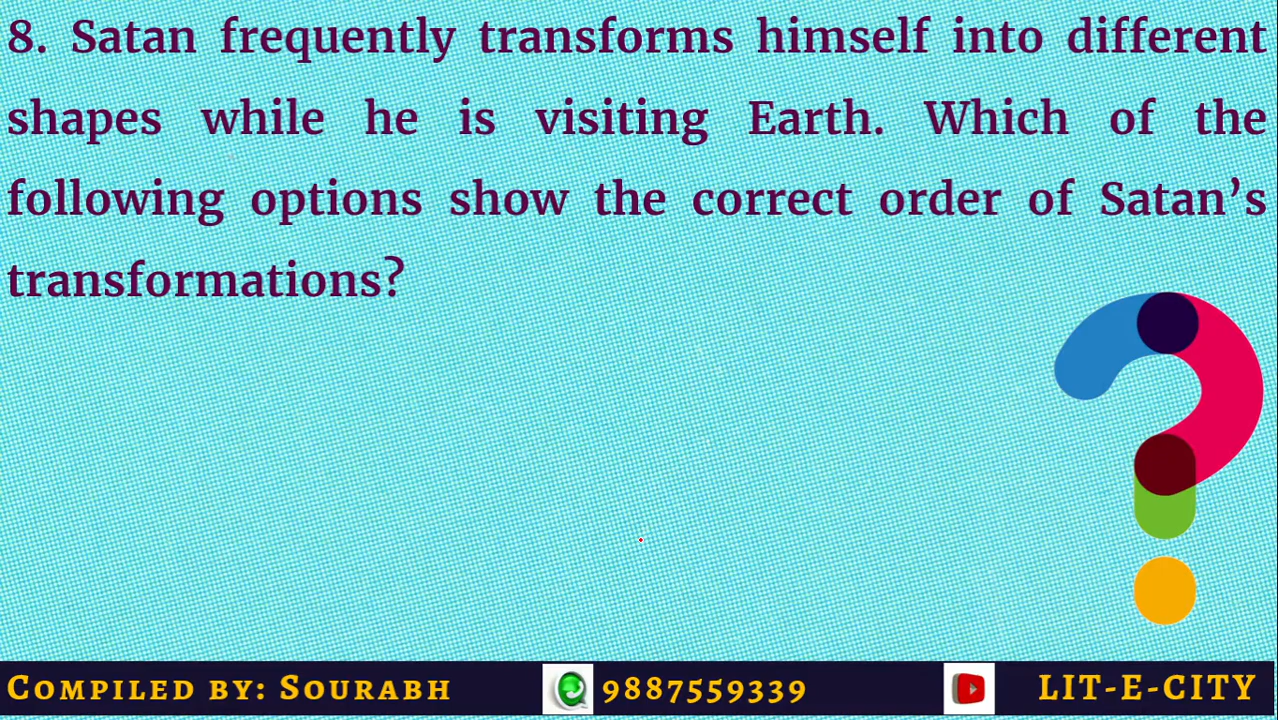 8. Satan frequently transforms himself into different
shapes while he is visiting Earth. Which of the
following options show the correct order of Satan’s
transformations?
COMPILED BY: SOURABH
9887559339
LIT-E-CITY